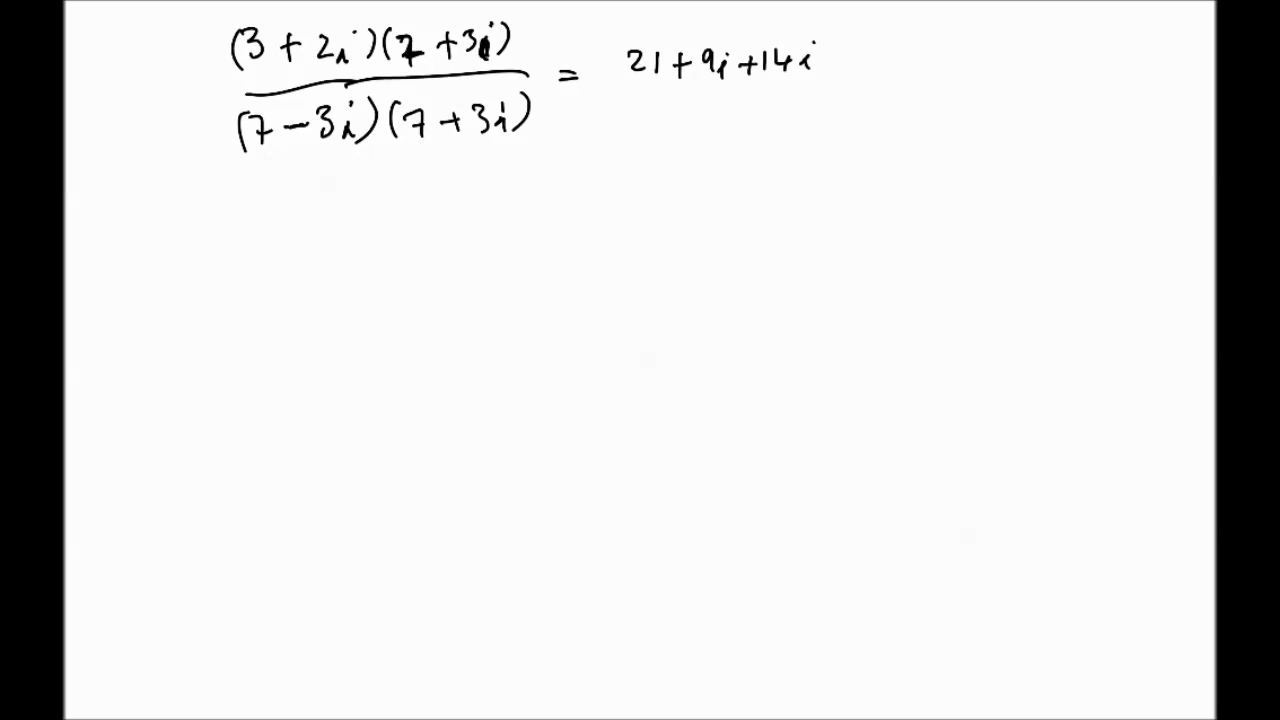 (3 + 2i)(7 + 3i) = 21 + 9i + 14i
(7 - 3i)(7 + 3i)